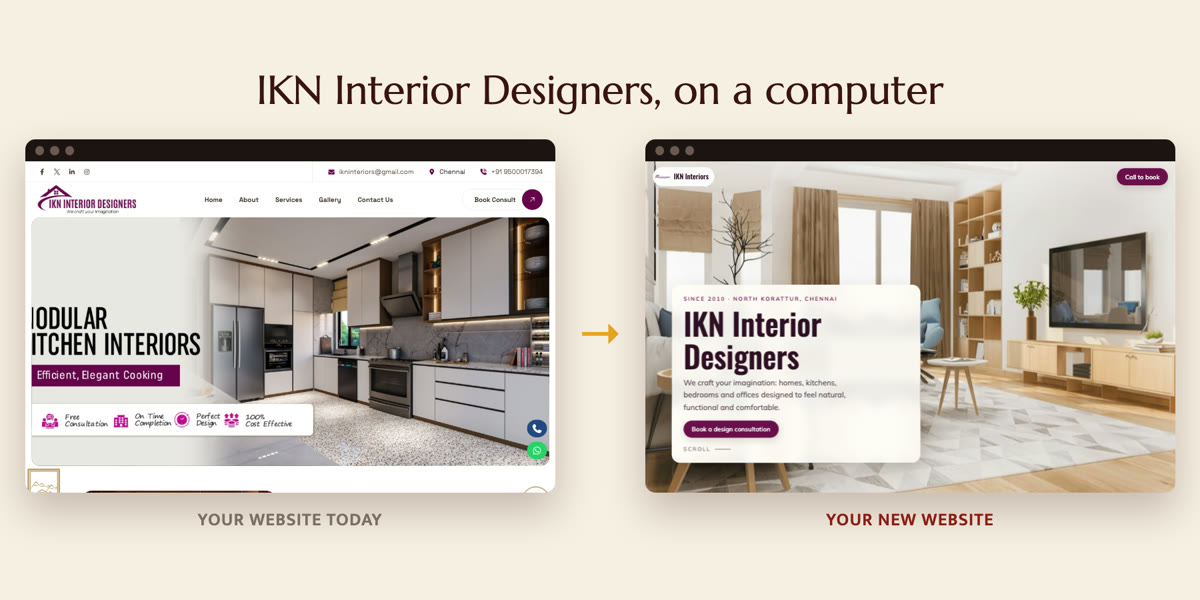 IKN Interior Designers, on a computer
ikninteriors@gmail.com
Chennai
+91 9500017394
IKN INTERIOR DESIGNERS
We craft your Imagination
Home
About
Services
Gallery
Contact Us
Book Consult
ODULAR
ITCHEN INTERIORS
Efficient, Elegant Cooking
Free
Consultation
On Time
Completion
Perfect
Design
100%
Cost Effective
YOUR WEBSITE TODAY
IKN Interiors
Call to book
SINCE 2010 · NORTH KORATTUR, CHENNAI
IKN Interior
Designers
We craft your imagination: homes, kitchens,
bedrooms and offices designed to feel natural,
functional and comfortable.
Book a design consultation
SCROLL
YOUR NEW WEBSITE